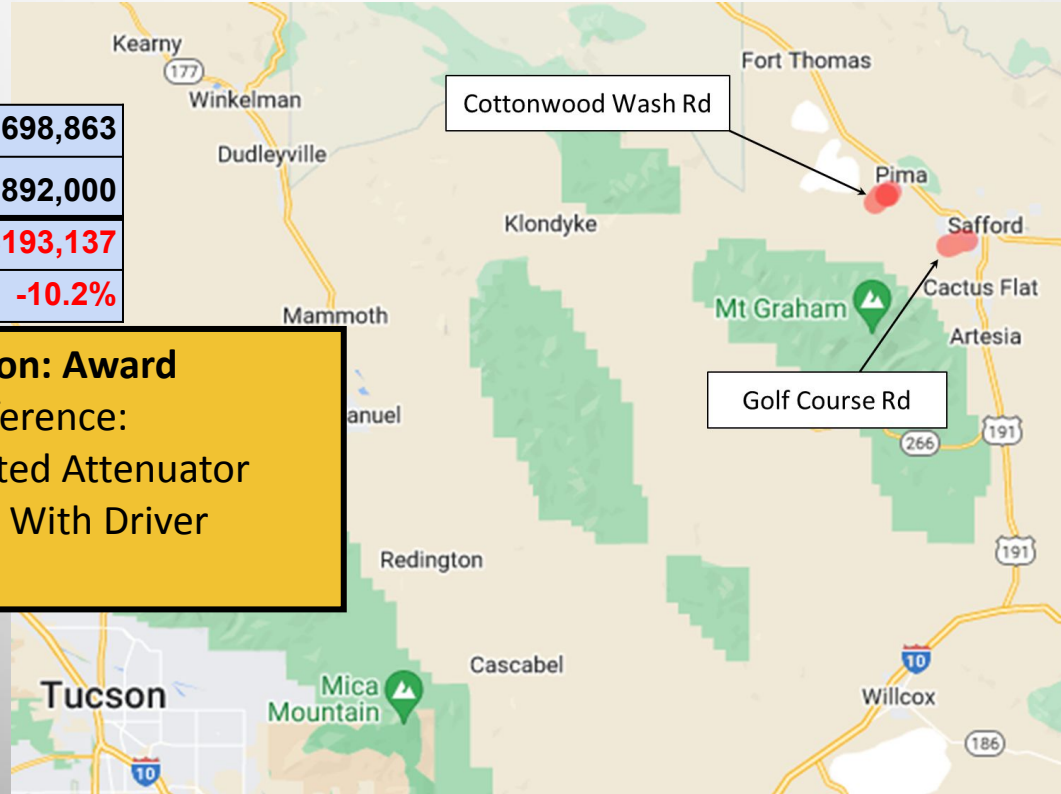 Kearny
177
Winkelman
Dudleyville
Fort Thomas
Cottonwood Wash Rd
698,863
892,000
193,137
-10.2%
Pima
Klondyke
Safford
Cactus Flat
Mt Graham
Artesia
Mammoth
on: Award
ference:
ted Attenuator
With Driver
anuel
Golf Course Rd
266
191
191
Redington
Cascabel
10
Tucson
Mica
Mountain
Willcox
186
10